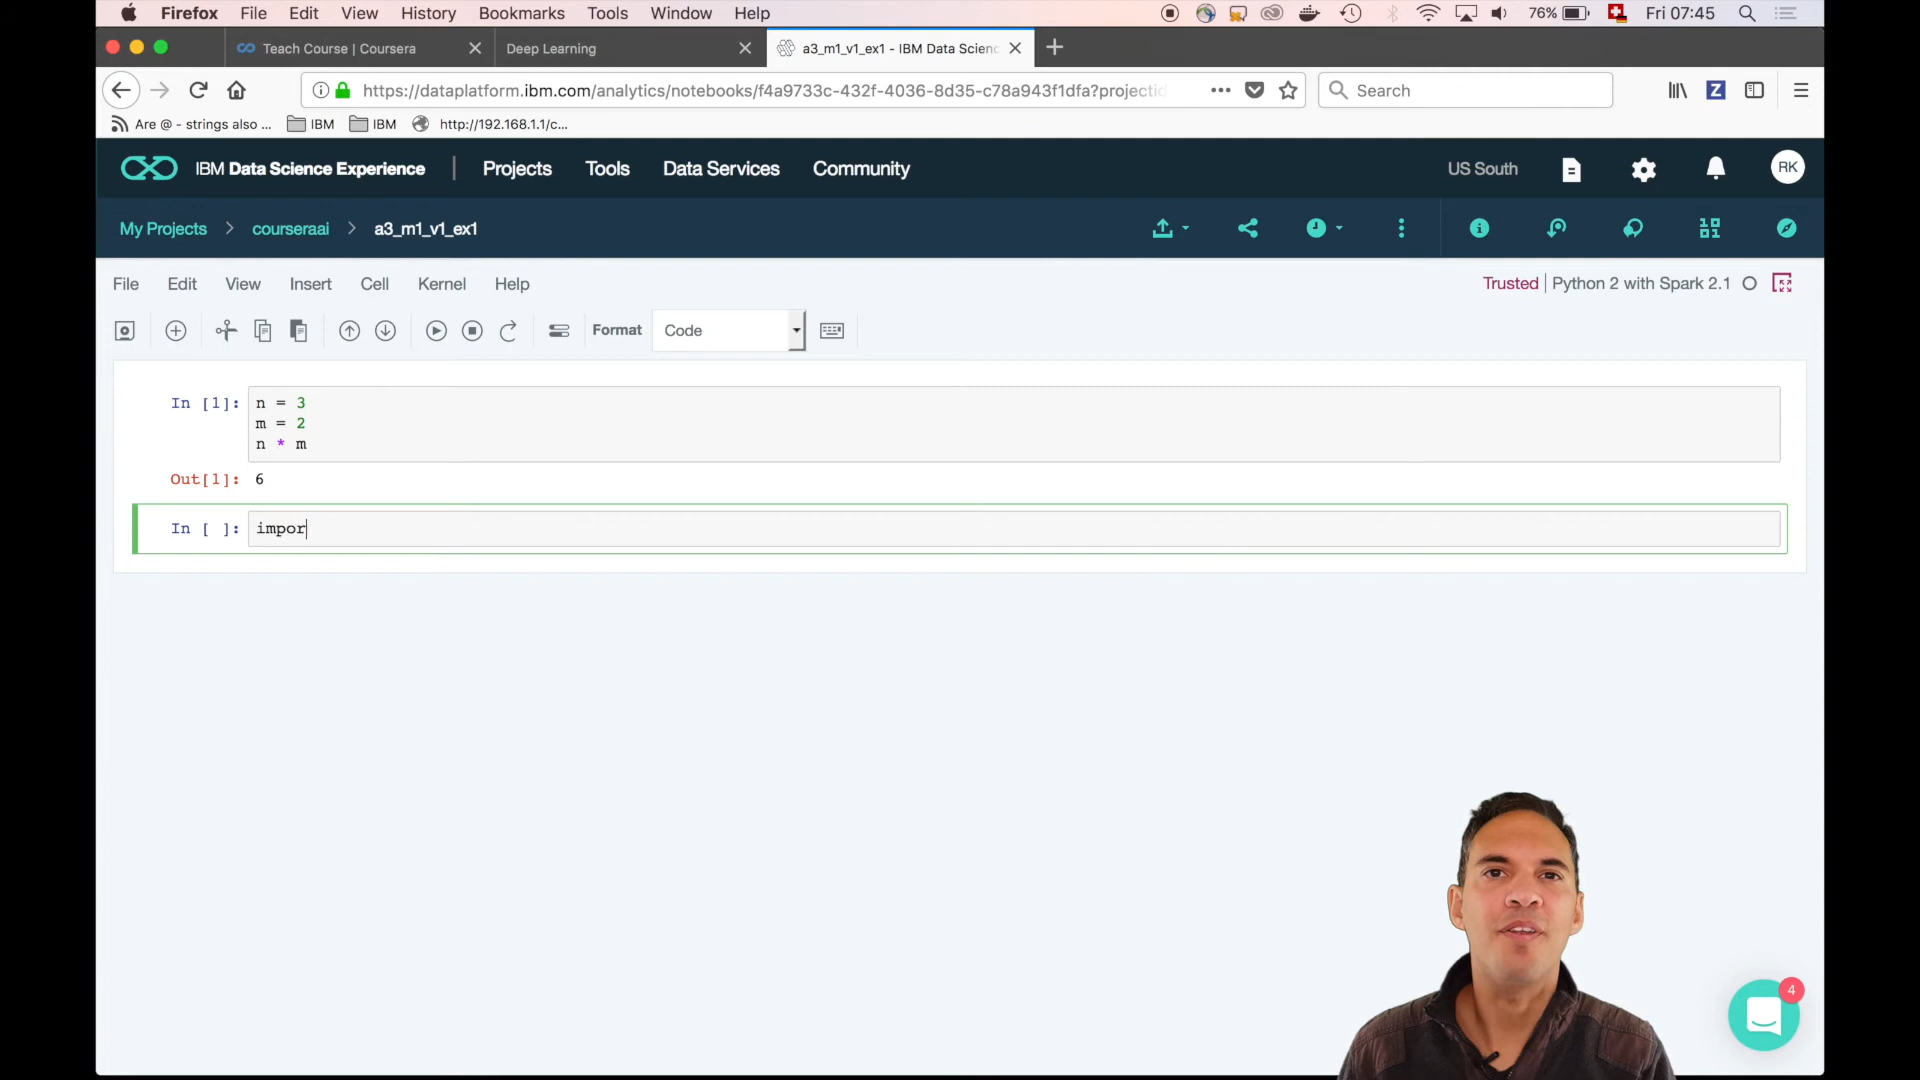 Firefox File Edit View History Bookmarks Tools Window Help 76% Fri 07:45
Teach Course | Coursera Deep Learning a3_m1_v1_ex1 - IBM Data Scienc
https://dataplatform.ibm.com/analytics/notebooks/f4a9733c-432f-4036-8d35-c78a943f1dfa?projectid Search
Are @ - strings also ... IBM IBM http://192.168.1.1/c...
IBM Data Science Experience | Projects Tools Data Services Community US South RK
My Projects > courseraai > a3_m1_v1_ex1
File Edit View Insert Cell Kernel Help Trusted | Python 2 with Spark 2.1
Format Code
In [1]: n = 3
m = 2
n * m
Out[1]: 6
In [ ]: impor
4